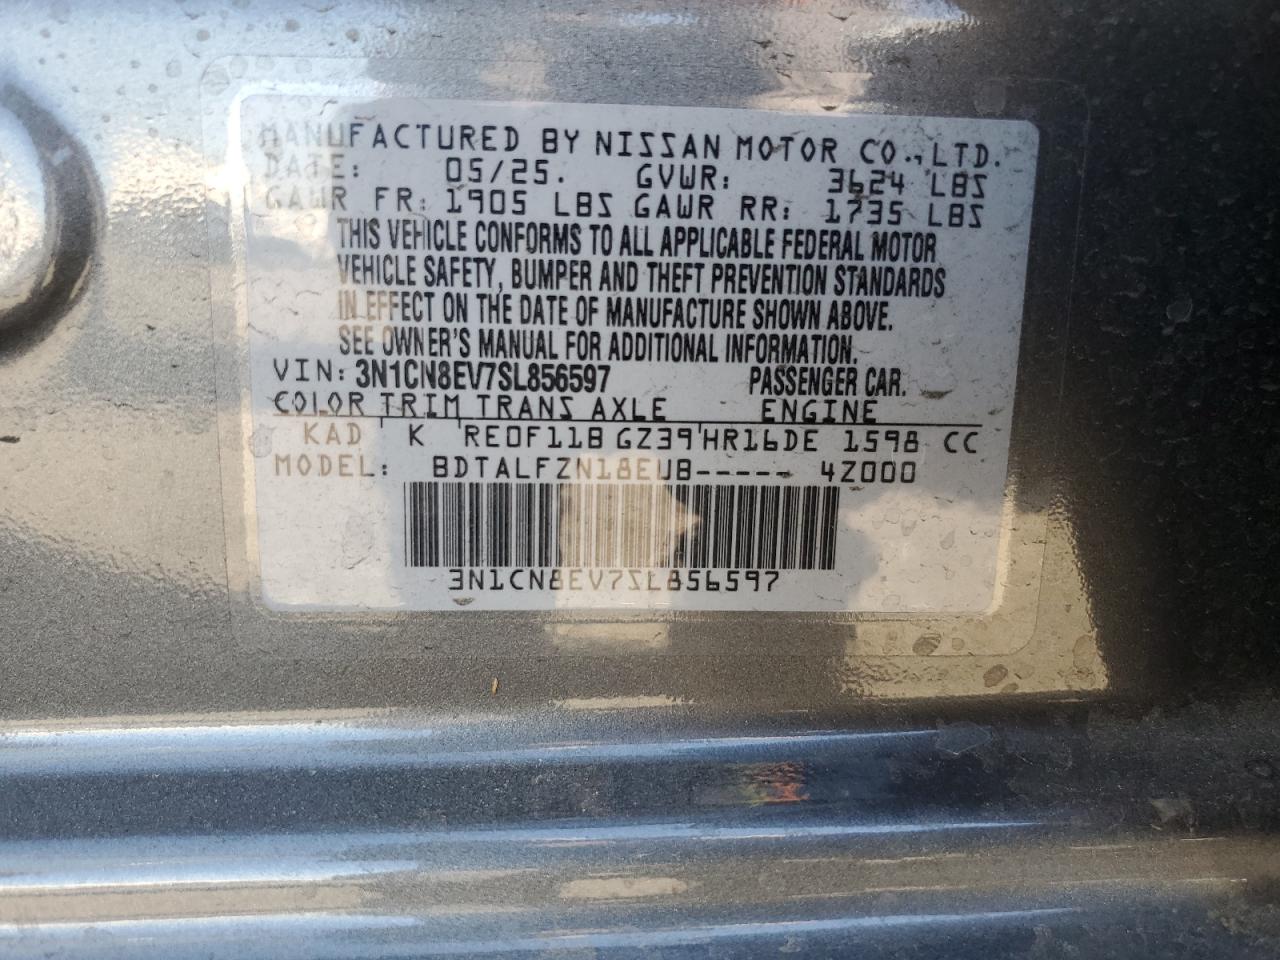 MANUFACTURED BY NISSAN MOTOR CO., LTD.
DATE: 05/25. GVWR: 3624 LBS
GAWR FR: 1905 LBS GAWR RR: 1735 LBS
THIS VEHICLE CONFORMS TO ALL APPLICABLE FEDERAL MOTOR
VEHICLE SAFETY, BUMPER AND THEFT PREVENTION STANDARDS
IN EFFECT ON THE DATE OF MANUFACTURE SHOWN ABOVE.
SEE OWNER'S MANUAL FOR ADDITIONAL INFORMATION.
VIN: 3N1CN8EV7SL856597 PASSENGER CAR.
COLOR TRIM TRANS AXLE ENGINE
KAD K RE0F11B GZ39 HR16DE 1598 CC
MODEL: BDTALFZN18EUB----- 4Z000
3N1CN8EV7SL856597